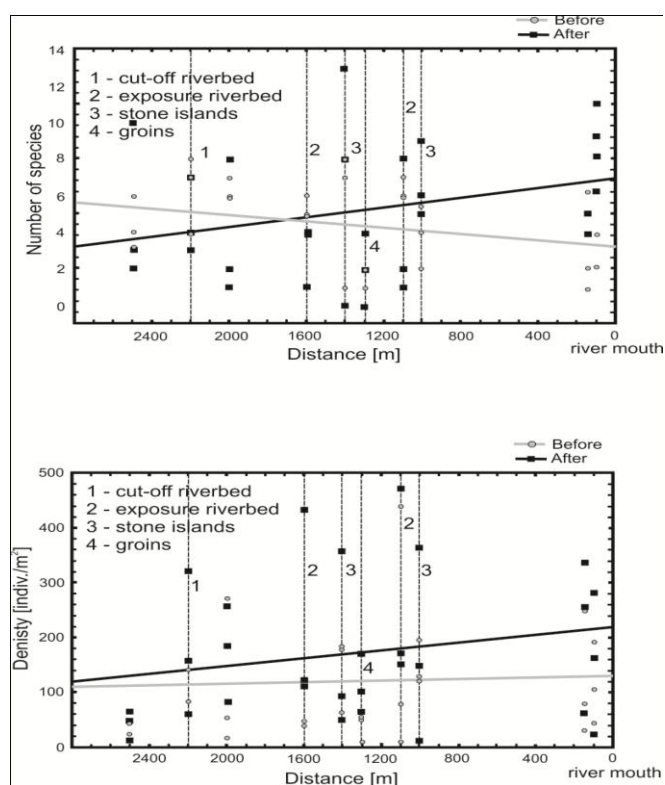 Before
After
14
12
10
8
6
4
2
0
Number of species
1 - cut-off riverbed
2 - exposure riverbed
3 - stone islands
4 - groins
1
2
3
4
2
3
2400 2000 1600 1200 800 400 0
Distance [m]
river mouth
Before
After
500
400
300
200
100
0
Denisty [indiv./m²]
1 - cut-off riverbed
2 - exposure riverbed
3 - stone islands
4 - groins
1
2
3
4
2
3
2400 2000 1600 1200 800 400 0
Distance [m]
river mouth